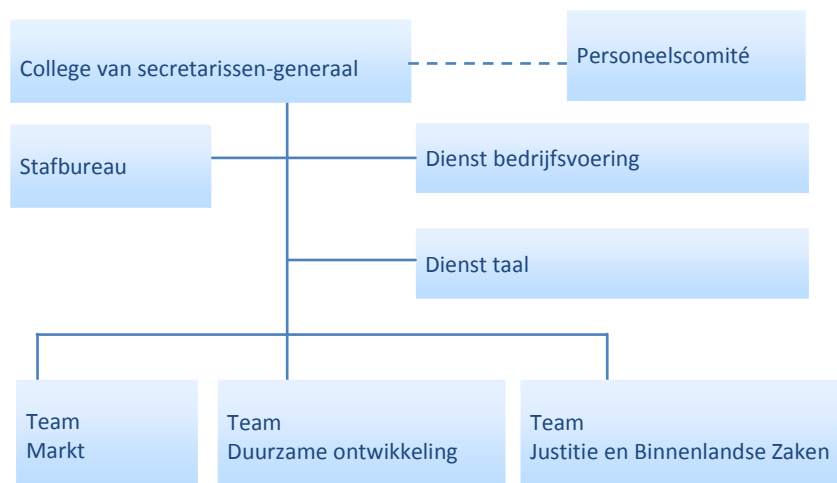 College van secretarissen-generaal
Personeelscomité
Stafbureau
Dienst bedrijfsvoering
Dienst taal
Team
Markt
Team
Duurzame ontwikkeling
Team
Justitie en Binnenlandse Zaken